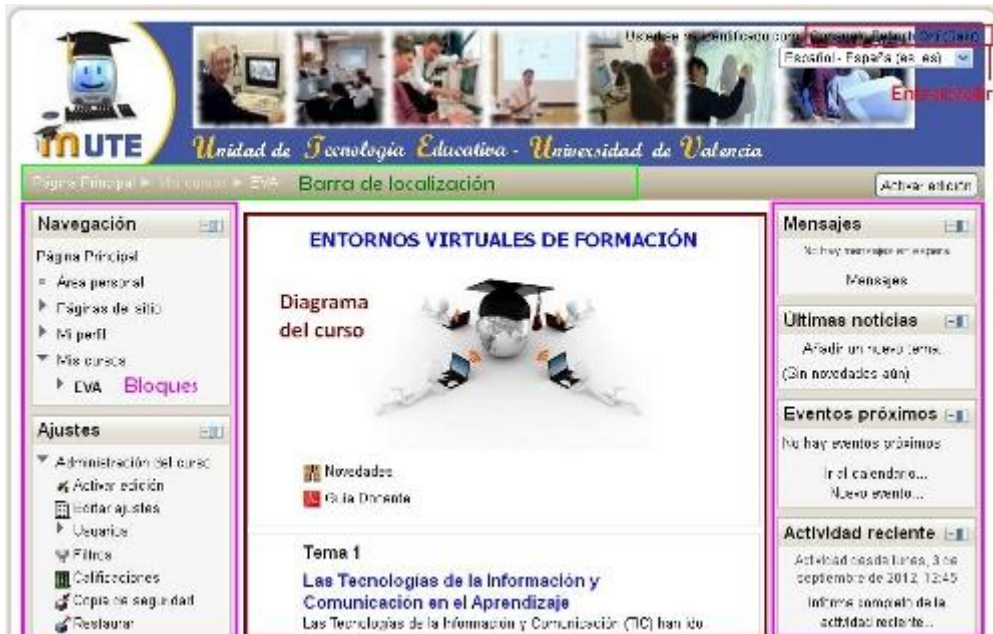 Usted se ha identificado como
Español - España (es_es)
mUTE
Unidad de Tecnología Educativa - Universidad de Valencia
Página Principal ► Mis cursos ► EVA
Barra de localización
Activar edición
Navegación
Página Principal
Área personal
Páginas del sitio
Mi perfil
Mis cursos
EVA
Bloques
Ajustes
Administración del curso
Activar edición
Editar ajustes
Usuarios
Filtros
Calificaciones
Copia de seguridad
Restaurar
ENTORNOS VIRTUALES DE FORMACIÓN
Diagrama
del curso
Novedades
Guía Docente
Tema 1
Las Tecnologías de la Información y
Comunicación en el Aprendizaje
Las Tecnologías de la Información y Comunicación (TIC) han ido
Mensajes
No hay mensajes en espera
Mensajes
Últimas noticias
Añadir un nuevo tema
(Sin novedades aún)
Eventos próximos
No hay eventos próximos
Ir al calendario...
Nuevo evento...
Actividad reciente
Actividad desde lunes, 3 de
septiembre de 2012, 12:45
Informe completo de la
actividad reciente...